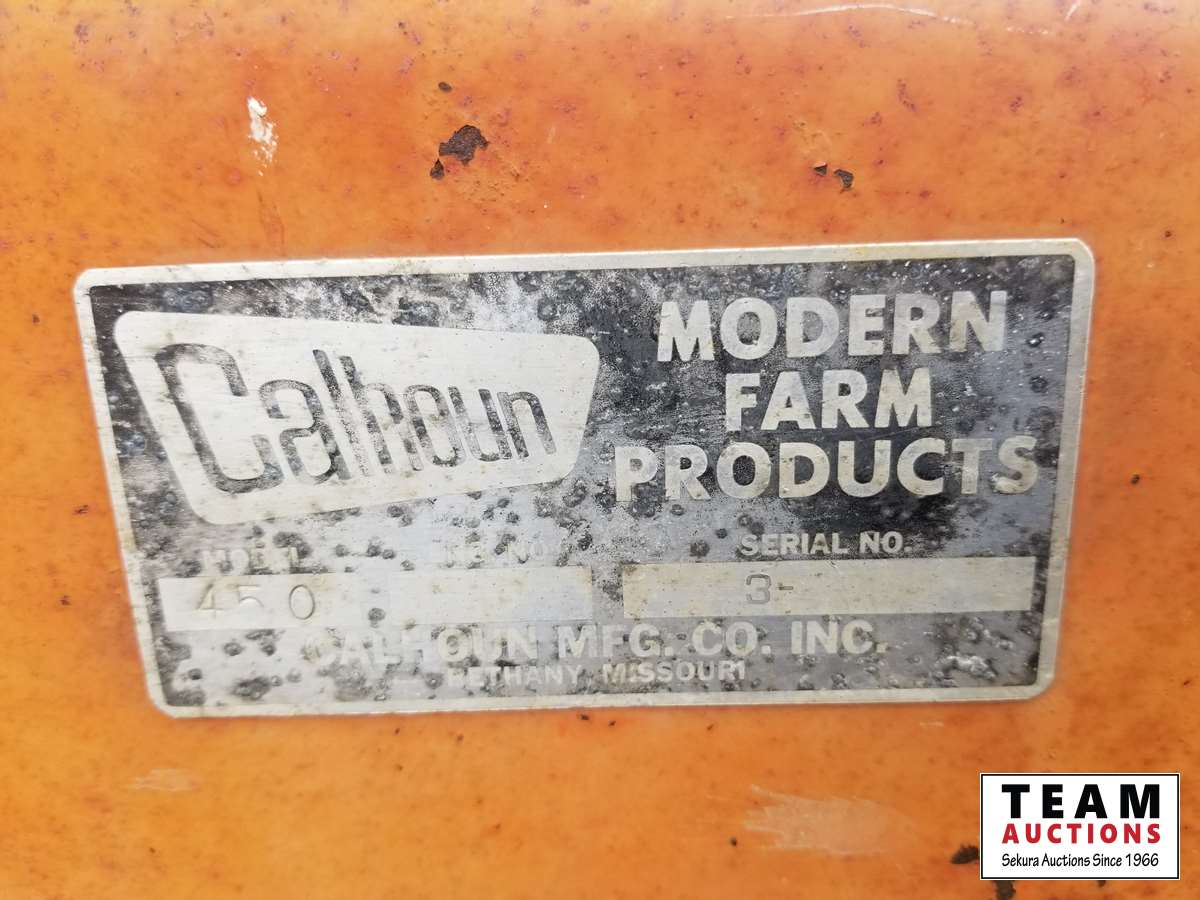 Calhoun
MODERN
FARM
PRODUCTS
MODEL
SERIAL NO.
450
3-
CALHOUN MFG. CO. INC.
BETHANY, MISSOURI
TEAM
AUCTIONS
Sekura Auctions Since 1966